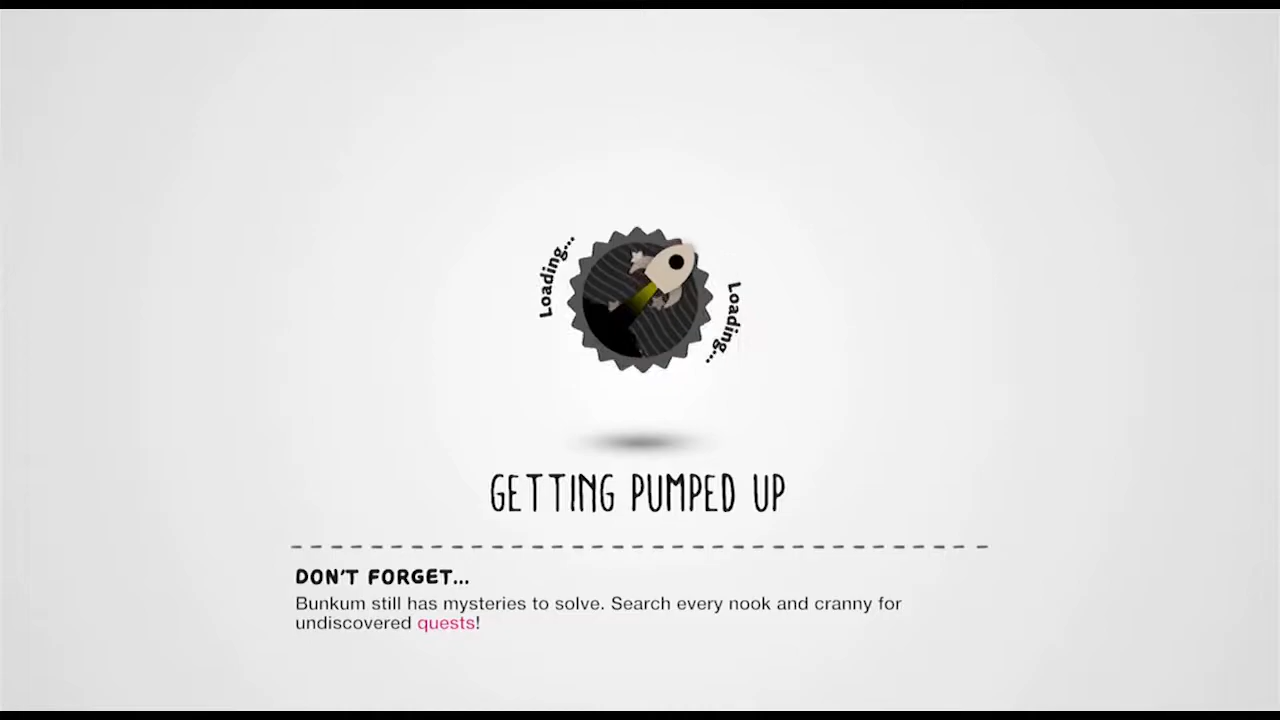 Loading...
Loading...
GETTING PUMPED UP
DON'T FORGET...
Bunkum still has mysteries to solve. Search every nook and cranny for
undiscovered quests!